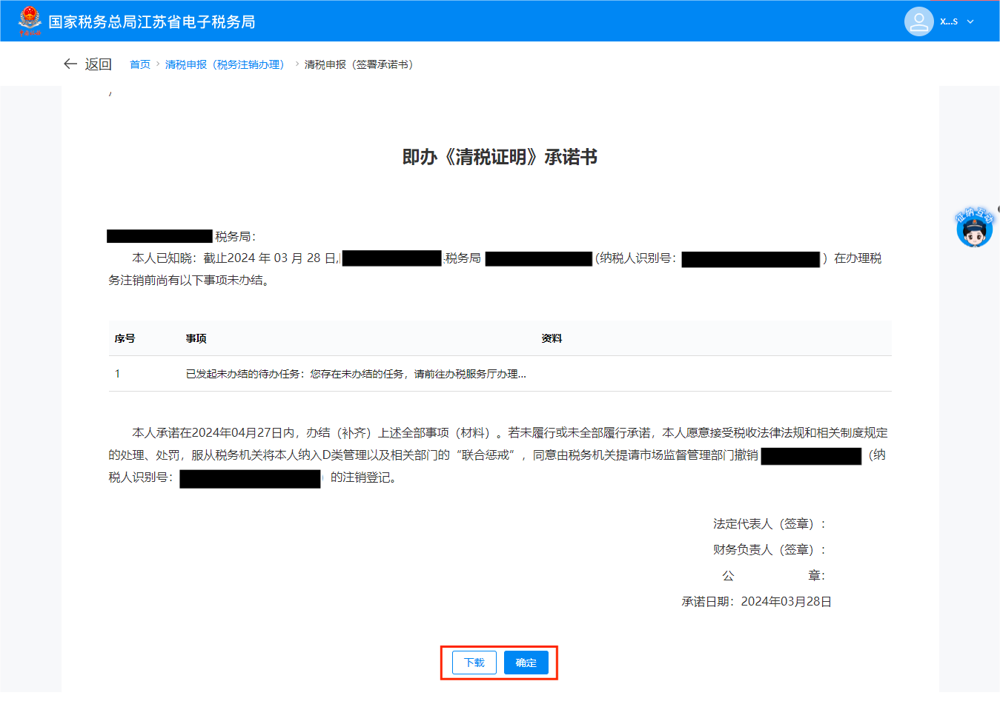 国家税务总局江苏省电子税务局
x...s
返回 首页 > 清税申报（税务注销办理） > 清税申报（签署承诺书）
即办《清税证明》承诺书
征纳互动
税务局：
本人已知晓：截止2024 年 03 月 28 日, 税务局 (纳税人识别号： ）在办理税
务注销前尚有以下事项未办结。
序号 事项 资料
1 已发起未办结的待办任务：您存在未办结的任务，请前往办税服务厅办理...
本人承诺在2024年04月27日内，办结（补齐）上述全部事项（材料）。若未履行或未全部履行承诺，本人愿意接受税收法律法规和相关制度规定
的处理、处罚，服从税务机关将本人纳入D类管理以及相关部门的“联合惩戒”，同意由税务机关提请市场监督管理部门撤销 （纳
税人识别号： ）的注销登记。
法定代表人（签章）：
财务负责人（签章）：
公 章：
承诺日期：2024年03月28日
下载 确定